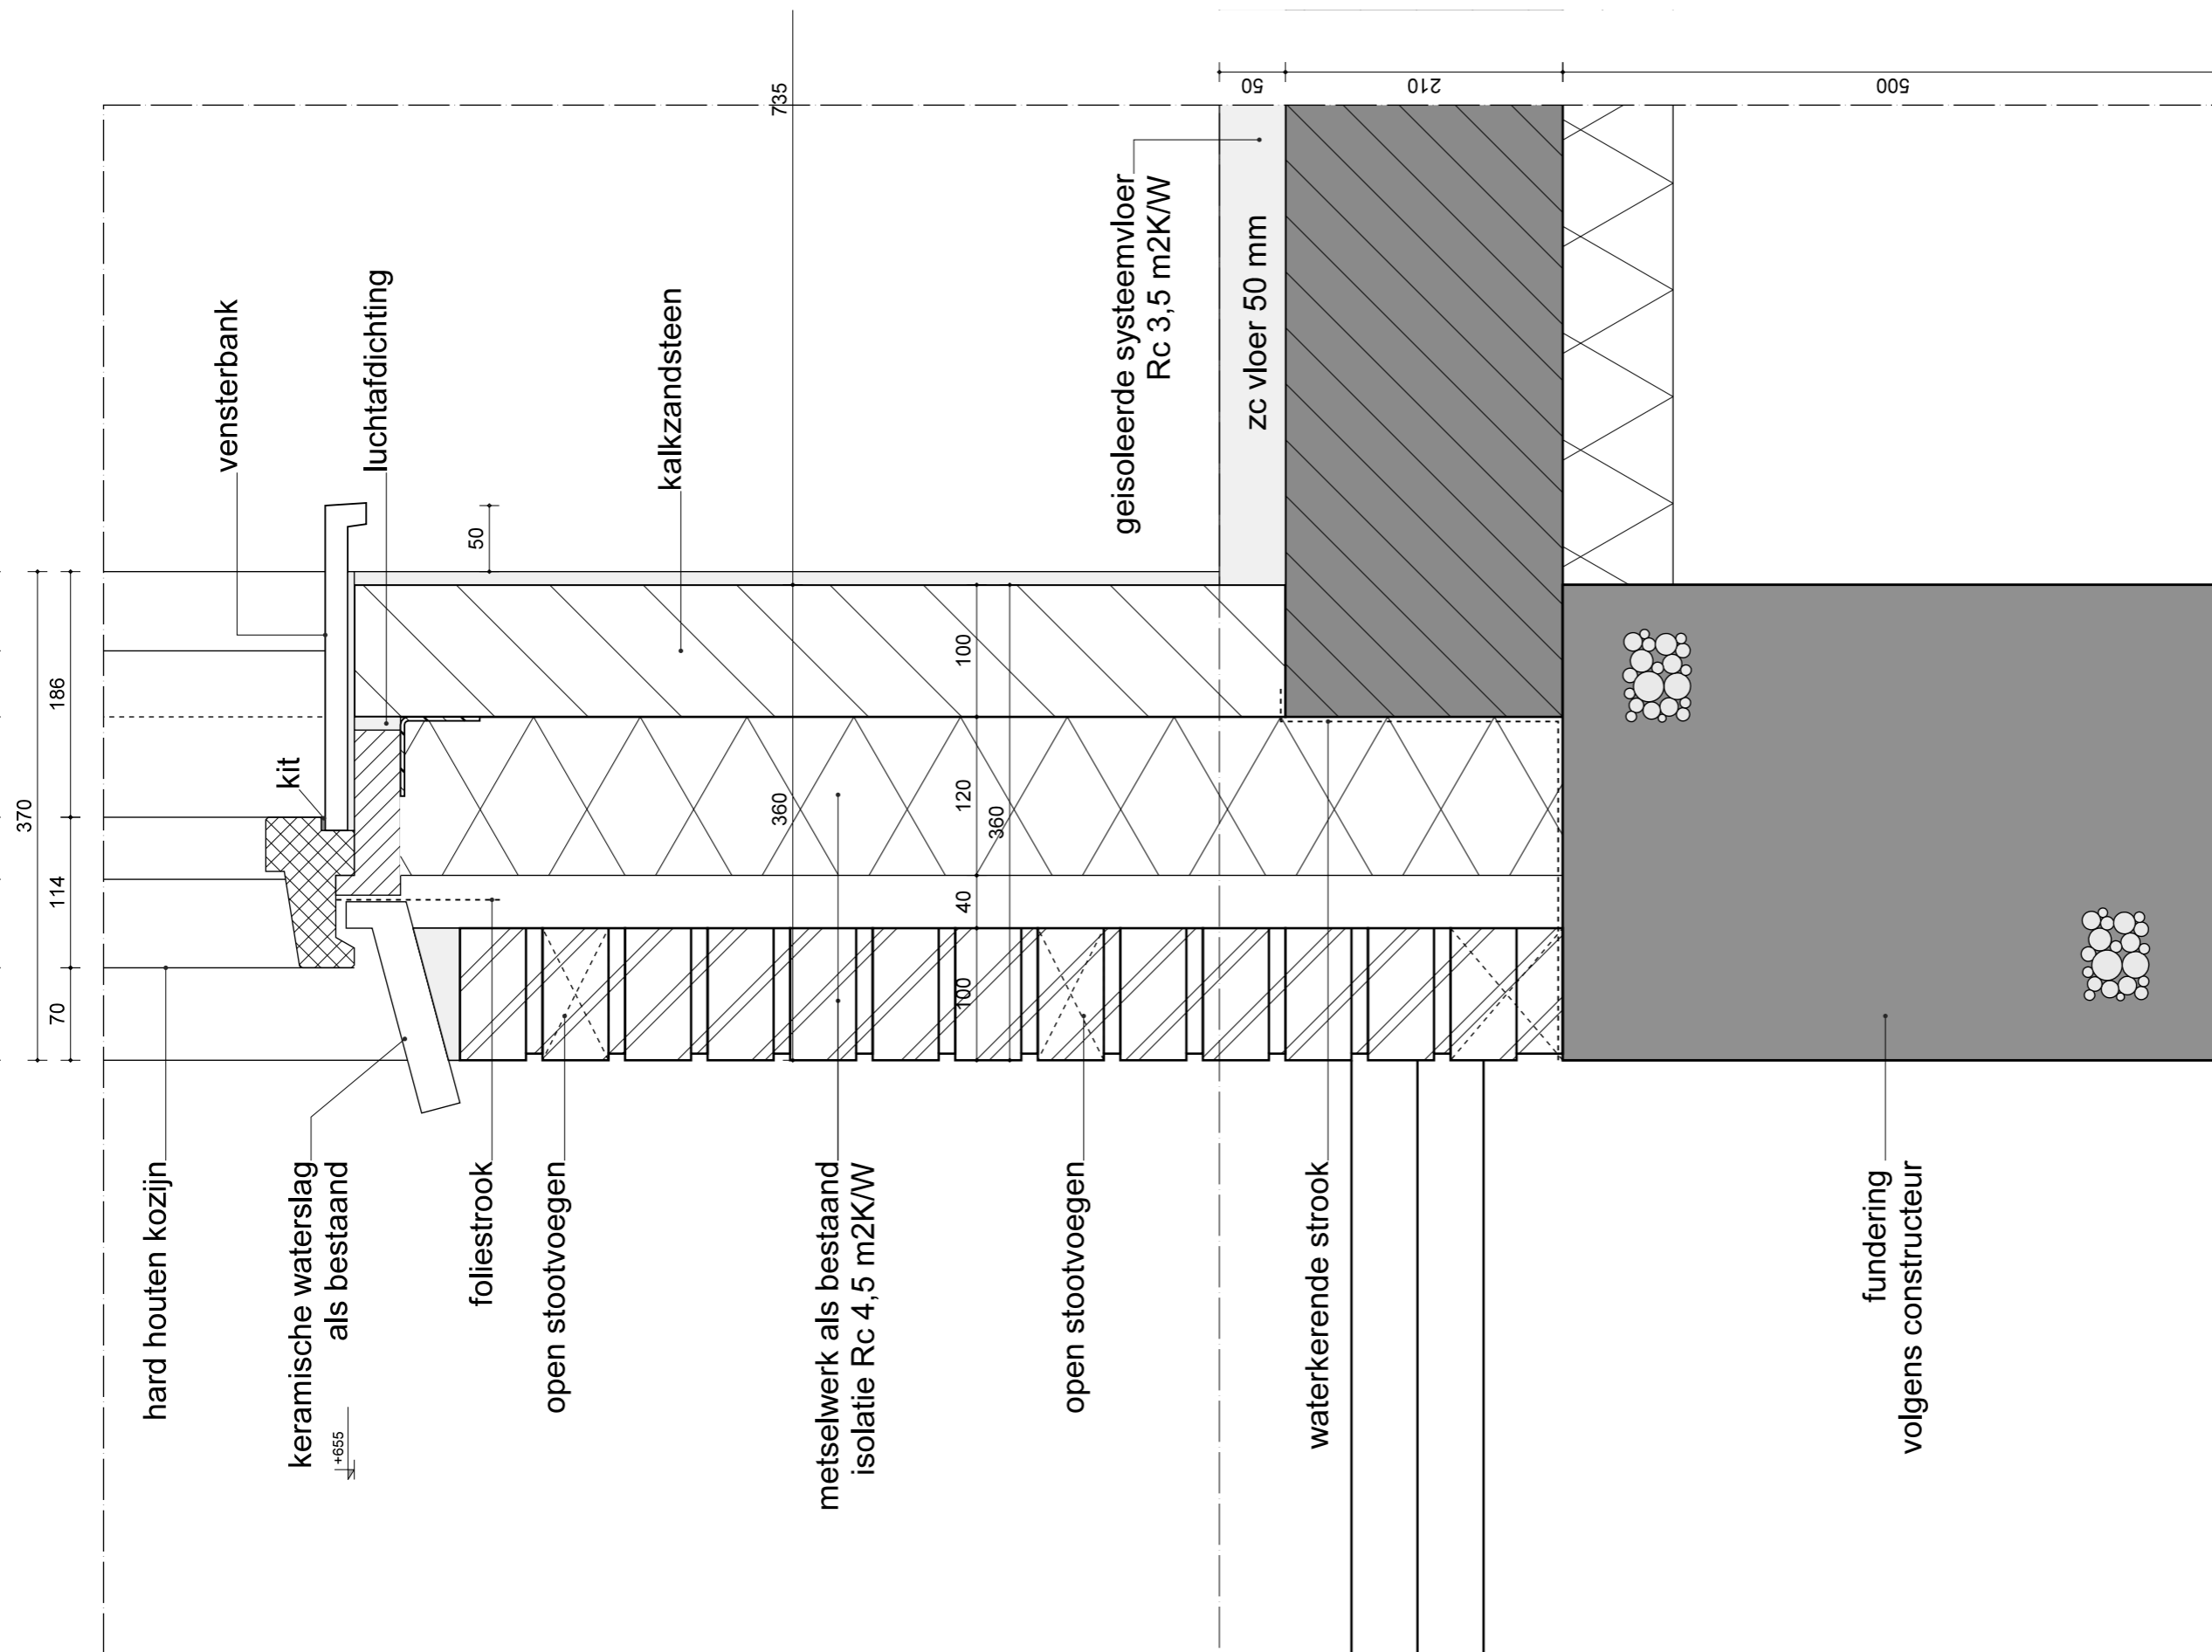 vensterbank
luchtafdichting
kalkzandsteen
geisoleerde systeemvloer
Rc 3,5 m2K/W
zc vloer 50 mm
kit
hard houten kozijn
keramische waterslag
als bestaand
+655
foliestrook
open stootvoegen
metselwerk als bestaand
isolatie Rc 4,5 m2K/W
open stootvoegen
waterkerende strook
fundering
volgens constructeur
370
186
114
70
50
735
360
100
120
40
100
360
50
210
500